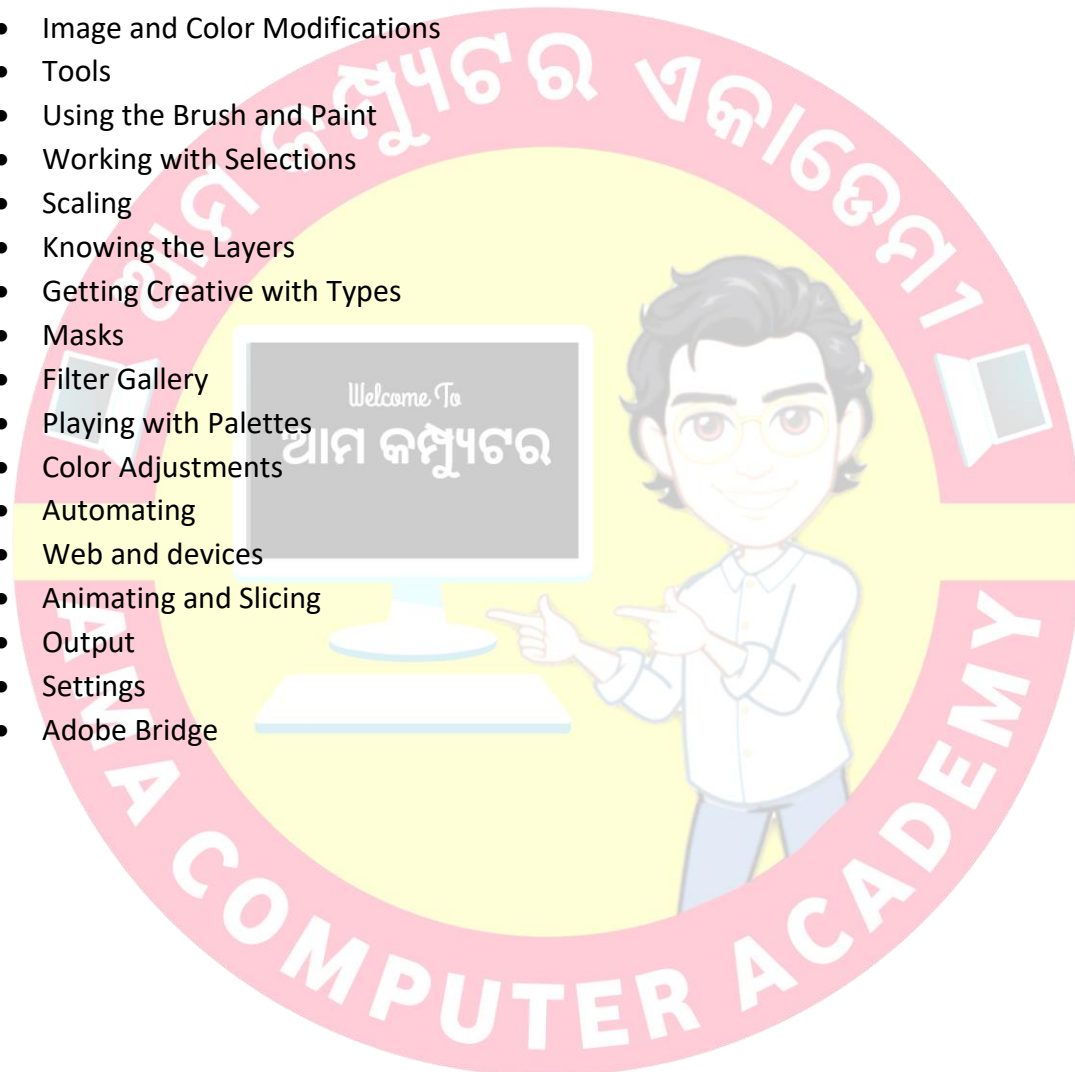 • Image and Color Modifications
• Tools
• Using the Brush and Paint
• Working with Selections
• Scaling
• Knowing the Layers
• Getting Creative with Types
• Masks
• Filter Gallery
• Playing with Palettes
• Color Adjustments
• Automating
• Web and devices
• Animating and Slicing
• Output
• Settings
• Adobe Bridge
ଆମ କମ୍ପ୍ୟୁଟର ଏକାଡେମୀ
Welcome To
ଆମ କମ୍ପ୍ୟୁଟର
AMA COMPUTER ACADEMY